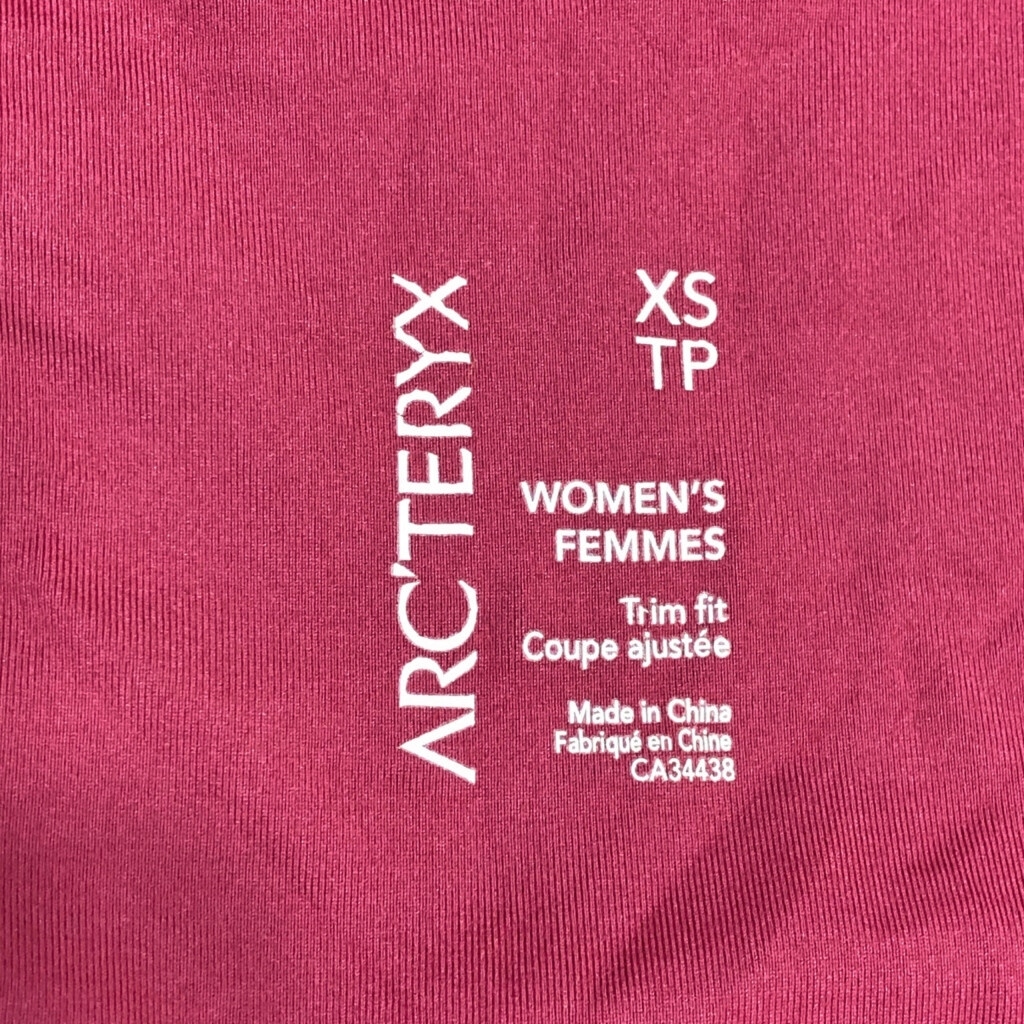 ARC'TERYX
XS
TP
WOMEN'S
FEMMES
Trim fit
Coupe ajustée
Made in China
Fabriqué en Chine
CA34438